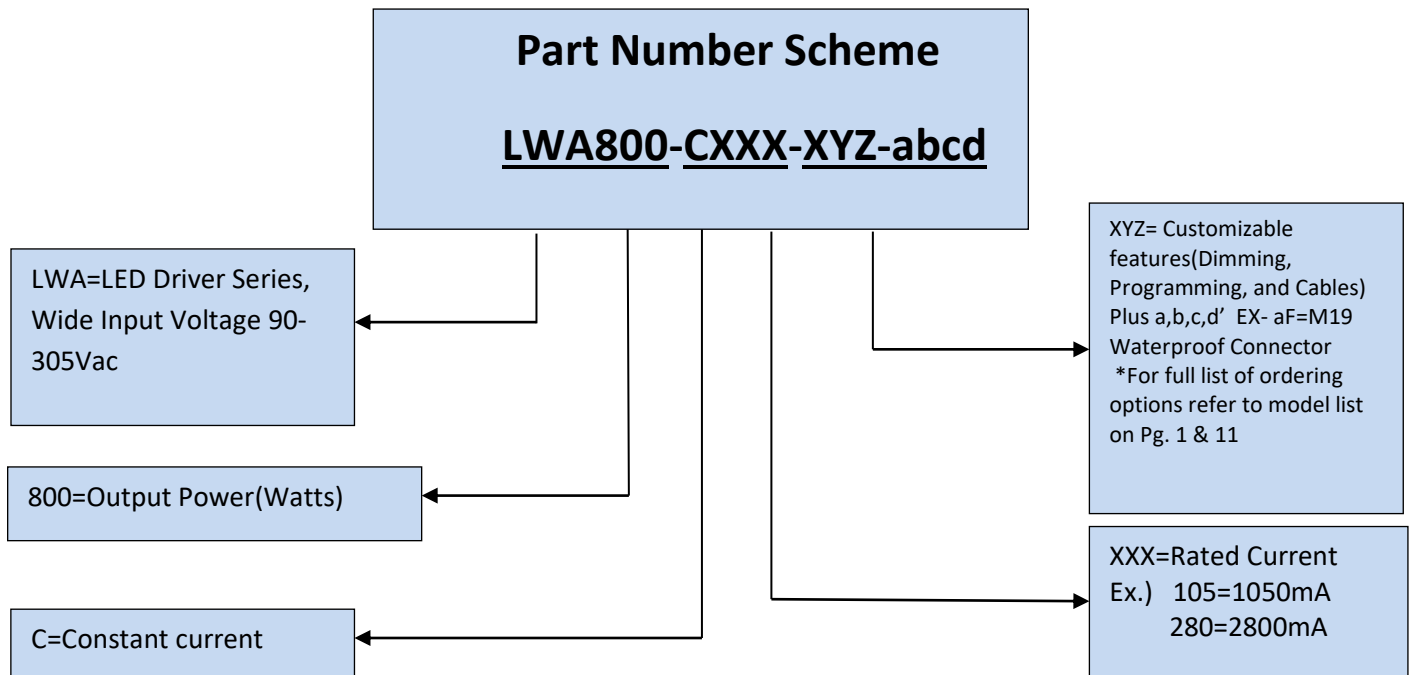 Part Number Scheme
LWA800-CXXX-XYZ-abcd
LWA=LED Driver Series,
Wide Input Voltage 90-
305Vac
800=Output Power(Watts)
C=Constant current
XYZ= Customizable
features(Dimming,
Programming, and Cables)
Plus a,b,c,d’ EX- aF=M19
Waterproof Connector
*For full list of ordering
options refer to model list
on Pg. 1 & 11
XXX=Rated Current
Ex.) 105=1050mA
280=2800mA